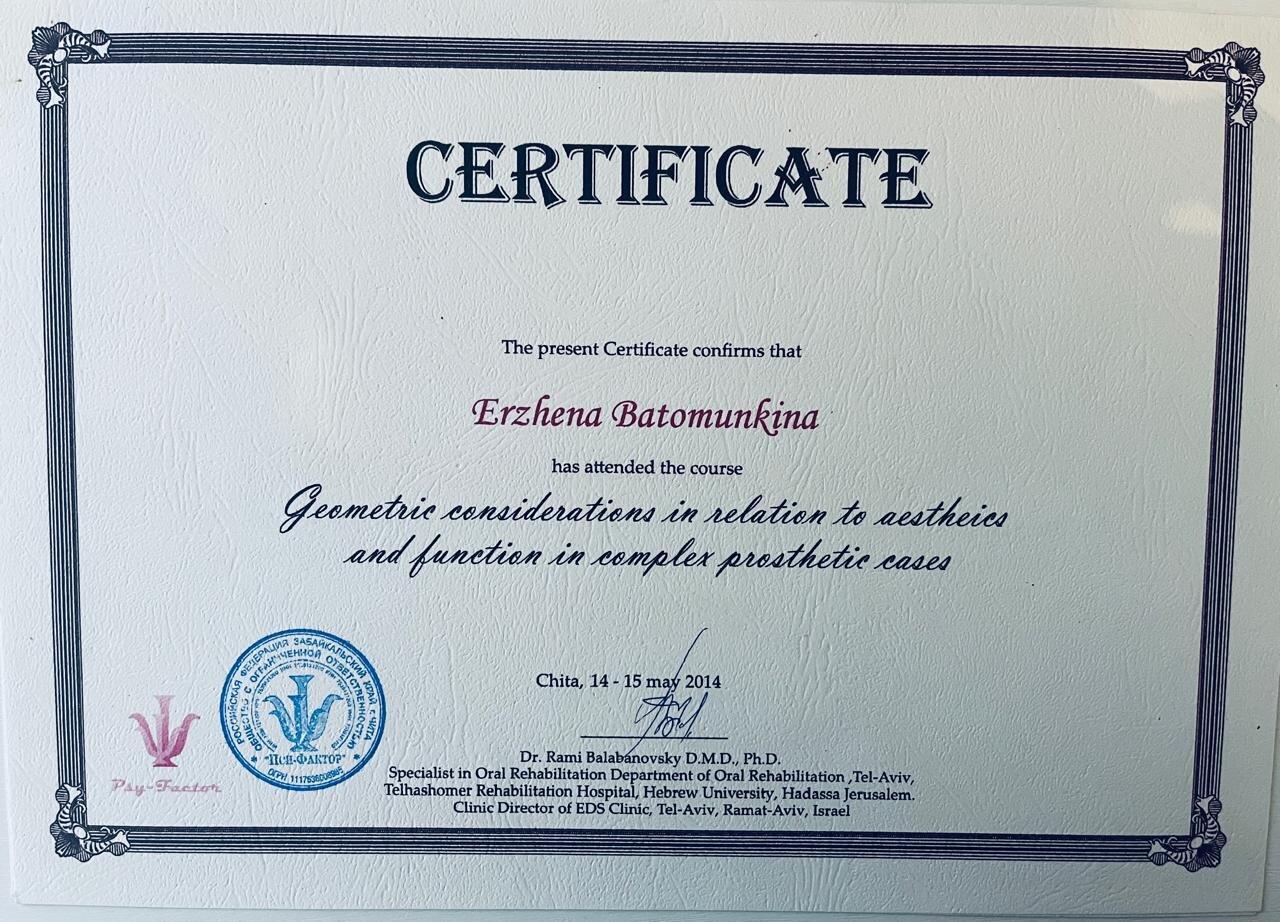 CERTIFICATE
The present Certificate confirms that
Erzhena Batomunkina
has attended the course
Geometric considerations in relation to aestheics
and function in complex prosthetic cases
Chita, 14 - 15 may 2014
Dr. Rami Balabanovsky D.M.D., Ph.D.
Specialist in Oral Rehabilitation Department of Oral Rehabilitation ,Tel-Aviv,
Telhashomer Rehabilitation Hospital, Hebrew University, Hadassa Jerusalem.
Clinic Director of EDS Clinic, Tel-Aviv, Ramat-Aviv, Israel
Psy-Factor
РОССИЙСКАЯ ФЕДЕРАЦИЯ ЗАБАЙКАЛЬСКИЙ КРАЙ г.ЧИТА
ОБЩЕСТВО С ОГРАНИЧЕННОЙ ОТВЕТСТВЕННОСТЬЮ
"ПСИ-ФАКТОР"
ОГРН